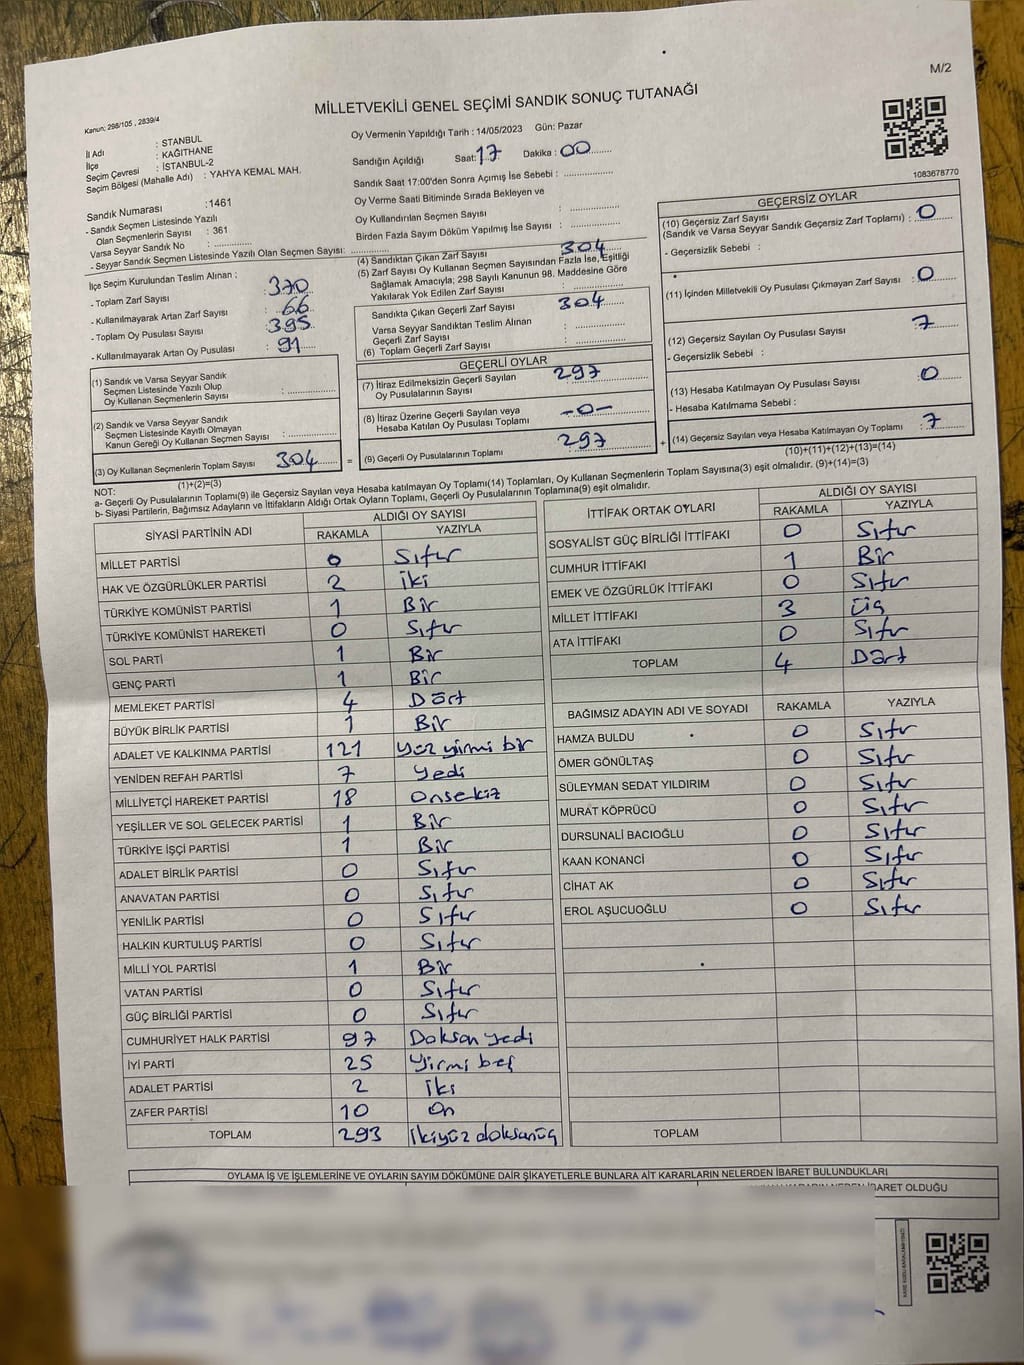 M/2
MİLLETVEKİLİ GENEL SEÇİMİ SANDIK SONUÇ TUTANAĞI
Kanun: 298/105 , 2839/4
İl Adı : STANBUL
İlçe : KAĞITHANE
Seçim Çevresi : İSTANBUL-2
Seçim Bölgesi (Mahalle Adı) : YAHYA KEMAL MAH.
Sandık Numarası :1461
- Sandık Seçmen Listesinde Yazılı
Olan Seçmenlerin Sayısı : 361
Varsa Seyyar Sandık No : ..............
- Seyyar Sandık Seçmen Listesinde Yazılı Olan Seçmen Sayısı: ..............
Oy Vermenin Yapıldığı Tarih : 14/05/2023 Gün: Pazar
Sandığın Açıldığı Saat: 17 Dakika : 00
Sandık Saat 17:00'den Sonra Açımış İse Sebebi : ..............
Oy Verme Saati Bitiminde Sırada Bekleyen ve
Oy Kullandırılan Seçmen Sayısı : ..............
Birden Fazla Sayım Döküm Yapılmış İse Sayısı : ..............
1083678770
İlçe Seçim Kurulundan Teslim Alınan :
- Toplam Zarf Sayısı : 370
- Kullanılmayarak Artan Zarf Sayısı : 66
- Toplam Oy Pusulası Sayısı : 395
- Kullanılmayarak Artan Oy Pusulası : 91
(1) Sandık ve Varsa Seyyar Sandık
Seçmen Listesinde Yazılı Olup
Oy Kullanan Seçmenlerin Sayısı : ..............
(2) Sandık ve Varsa Seyyar Sandık
Seçmen Listesinde Kayıtlı Olmayan
Kanun Gereği Oy Kullanan Seçmen Sayısı : ..............
(3) Oy Kullanan Seçmenlerin Toplam Sayısı 304 =
(1)+(2)=(3)
(4) Sandıktan Çıkan Zarf Sayısı : 304
(5) Zarf Sayısı Oy Kullanan Seçmen Sayısından Fazla İse, Eşitliği
Sağlamak Amacıyla; 298 Sayılı Kanunun 98. Maddesine Göre
Yakılarak Yok Edilen Zarf Sayısı : ..............
Sandıkta Çıkan Geçerli Zarf Sayısı : 304
Varsa Seyyar Sandıktan Teslim Alınan
Geçerli Zarf Sayısı : ..............
(6) Toplam Geçerli Zarf Sayısı : ..............
GEÇERLİ OYLAR
(7) İtiraz Edilmeksizin Geçerli Sayılan
Oy Pusulalarının Sayısı : 297
(8) İtiraz Üzerine Geçerli Sayılan veya
Hesaba Katılan Oy Pusulası Toplamı : -0-
(9) Geçerli Oy Pusulalarının Toplamı : 297 +
GEÇERSİZ OYLAR
(10) Geçersiz Zarf Sayısı
(Sandık ve Varsa Seyyar Sandık Geçersiz Zarf Toplamı) : 0
- Geçersizlik Sebebi :
(11) İçinden Milletvekili Oy Pusulası Çıkmayan Zarf Sayısı : 0
(12) Geçersiz Sayılan Oy Pusulası Sayısı : 7
- Geçersizlik Sebebi :
(13) Hesaba Katılmayan Oy Pusulası Sayısı : 0
- Hesaba Katılmama Sebebi :
(14) Geçersiz Sayılan veya Hesaba Katılmayan Oy Toplamı : 7
(10)+(11)+(12)+(13)=(14)
NOT:
a- Geçerli Oy Pusulalarının Toplamı(9) ile Geçersiz Sayılan veya Hesaba katılmayan Oy Toplamı(14) Toplamları, Oy Kullanan Seçmenlerin Toplam Sayısına(3) eşit olmalıdır. (9)+(14)=(3)
b- Siyasi Partilerin, Bağımsız Adayların ve İttifakların Aldığı Ortak Oyların Toplamı, Geçerli Oy Pusulalarının Toplamına(9) eşit olmalıdır.
SİYASİ PARTİNİN ADI ALDIĞI OY SAYISI
RAKAMLA YAZIYLA
MİLLET PARTİSİ 0 Sıfır
HAK VE ÖZGÜRLÜKLER PARTİSİ 2 iki
TÜRKİYE KOMÜNİST PARTİSİ 1 Bir
TÜRKİYE KOMÜNİST HAREKETİ 0 Sıfır
SOL PARTİ 1 Bir
GENÇ PARTİ 1 Bir
MEMLEKET PARTİSİ 4 Dört
BÜYÜK BİRLİK PARTİSİ 1 Bir
ADALET VE KALKINMA PARTİSİ 121 yüz yirmi bir
YENİDEN REFAH PARTİSİ 7 yedi
MİLLİYETÇİ HAREKET PARTİSİ 18 onsekiz
YEŞİLLER VE SOL GELECEK PARTİSİ 1 Bir
TÜRKİYE İŞÇİ PARTİSİ 1 Bir
ADALET BİRLİK PARTİSİ 0 Sıfır
ANAVATAN PARTİSİ 0 Sıfır
YENİLİK PARTİSİ 0 Sıfır
HALKIN KURTULUŞ PARTİSİ 0 Sıfır
MİLLİ YOL PARTİSİ 1 Bir
VATAN PARTİSİ 0 Sıfır
GÜÇ BİRLİĞİ PARTİSİ 0 Sıfır
CUMHURİYET HALK PARTİSİ 97 Doksan yedi
İYİ PARTİ 25 yirmi beş
ADALET PARTİSİ 2 iki
ZAFER PARTİSİ 10 on
TOPLAM 293 ikiyüz doksanüç
İTTİFAK ORTAK OYLARI ALDIĞI OY SAYISI
RAKAMLA YAZIYLA
SOSYALİST GÜÇ BİRLİĞİ İTTİFAKI 0 Sıfır
CUMHUR İTTİFAKI 1 Bir
EMEK VE ÖZGÜRLÜK İTTİFAKI 0 Sıfır
MİLLET İTTİFAKI 3 üç
ATA İTTİFAKI 0 Sıfır
TOPLAM 4 Dört
BAĞIMSIZ ADAYIN ADI VE SOYADI RAKAMLA YAZIYLA
HAMZA BULDU 0 Sıfır
ÖMER GÖNÜLTAŞ 0 Sıfır
SÜLEYMAN SEDAT YILDIRIM 0 Sıfır
MURAT KÖPRÜCÜ 0 Sıfır
DURSUNALİ BACIOĞLU 0 Sıfır
KAAN KONANCİ 0 Sıfır
CİHAT AK 0 Sıfır
EROL AŞUCUOĞLU 0 Sıfır
TOPLAM
OYLAMA İŞ VE İŞLEMLERİNE VE OYLARIN SAYIM DÖKÜMÜNE DAİR ŞİKAYETLERLE BUNLARA AİT KARARLARIN NELERDEN İBARET BULUNDUKLARI
İBARET OLDUĞU